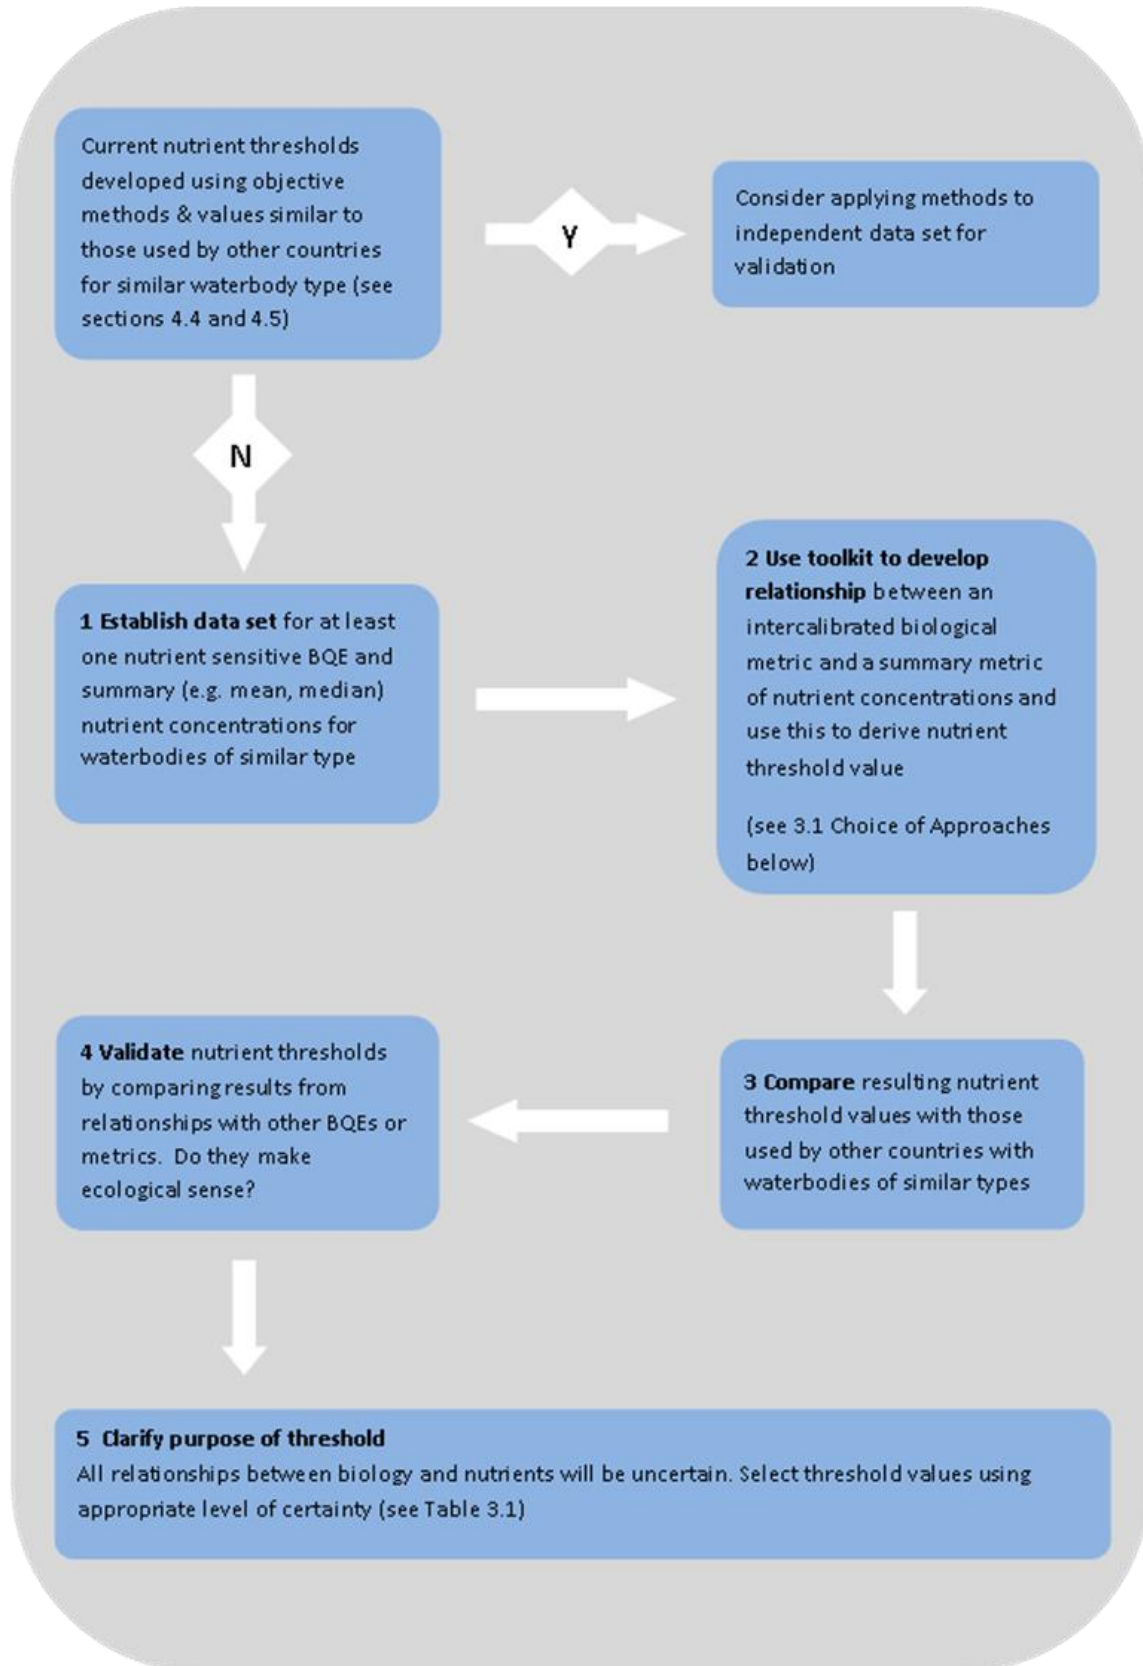 Current nutrient thresholds
developed using objective
methods & values similar to
those used by other countries
for similar waterbody type (see
sections 4.4 and 4.5)
Y
Consider applying methods to
independent data set for
validation
N
1 Establish data set for at least
one nutrient sensitive BQE and
summary (e.g. mean, median)
nutrient concentrations for
waterbodies of similar type
2 Use toolkit to develop
relationship between an
intercalibrated biological
metric and a summary metric
of nutrient concentrations and
use this to derive nutrient
threshold value
(see 3.1 Choice of Approaches
below)
3 Compare resulting nutrient
threshold values with those
used by other countries with
waterbodies of similar types
4 Validate nutrient thresholds
by comparing results from
relationships with other BQEs or
metrics. Do they make
ecological sense?
5 Clarify purpose of threshold
All relationships between biology and nutrients will be uncertain. Select threshold values using
appropriate level of certainty (see Table 3.1)